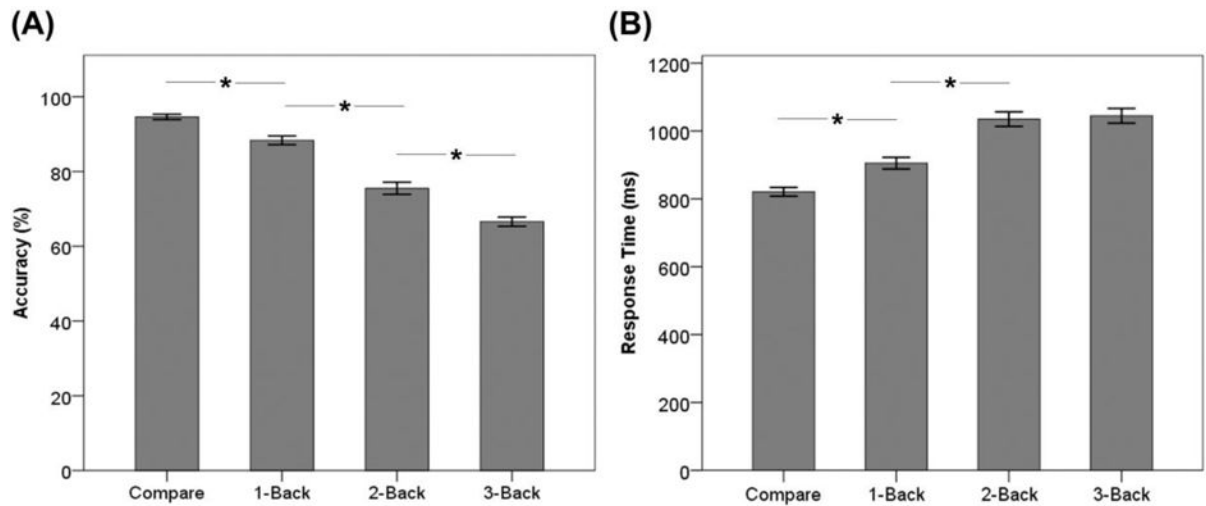 (A)
Accuracy (%)
100
80
60
40
20
0
* * *
Compare 1-Back 2-Back 3-Back
(B)
Response Time (ms)
1200
1000
800
600
400
200
0
* *
Compare 1-Back 2-Back 3-Back